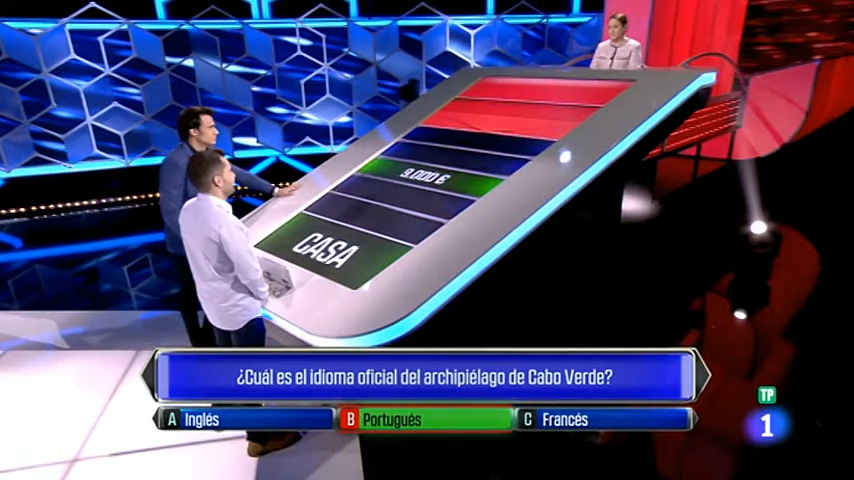 9.000 €
CASA
¿Cuál es el idioma oficial del archipiélago de Cabo Verde?
A Inglés
B Portugués
C Francés
TP
1